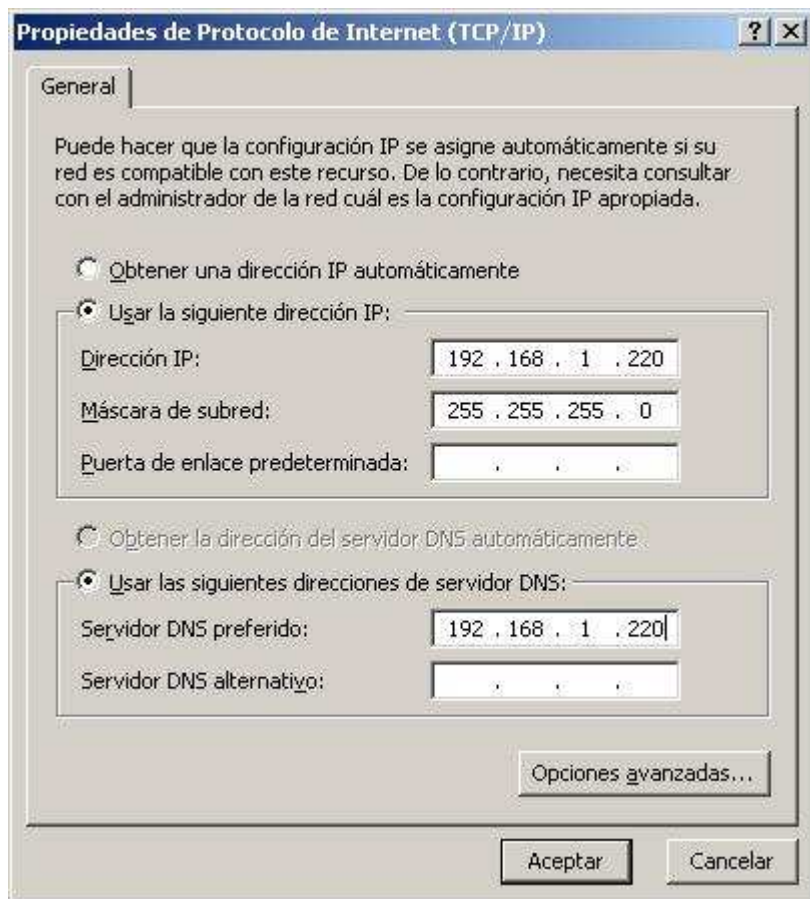 Propiedades de Protocolo de Internet (TCP/IP)
General
Puede hacer que la configuración IP se asigne automáticamente si su
red es compatible con este recurso. De lo contrario, necesita consultar
con el administrador de la red cuál es la configuración IP apropiada.
Obtener una dirección IP automáticamente
Usar la siguiente dirección IP:
Dirección IP: 192 . 168 . 1 . 220
Máscara de subred: 255 . 255 . 255 . 0
Puerta de enlace predeterminada: . . .
Obtener la dirección del servidor DNS automáticamente
Usar las siguientes direcciones de servidor DNS:
Servidor DNS preferido: 192 . 168 . 1 . 220
Servidor DNS alternativo: . . .
Opciones avanzadas...
Aceptar Cancelar